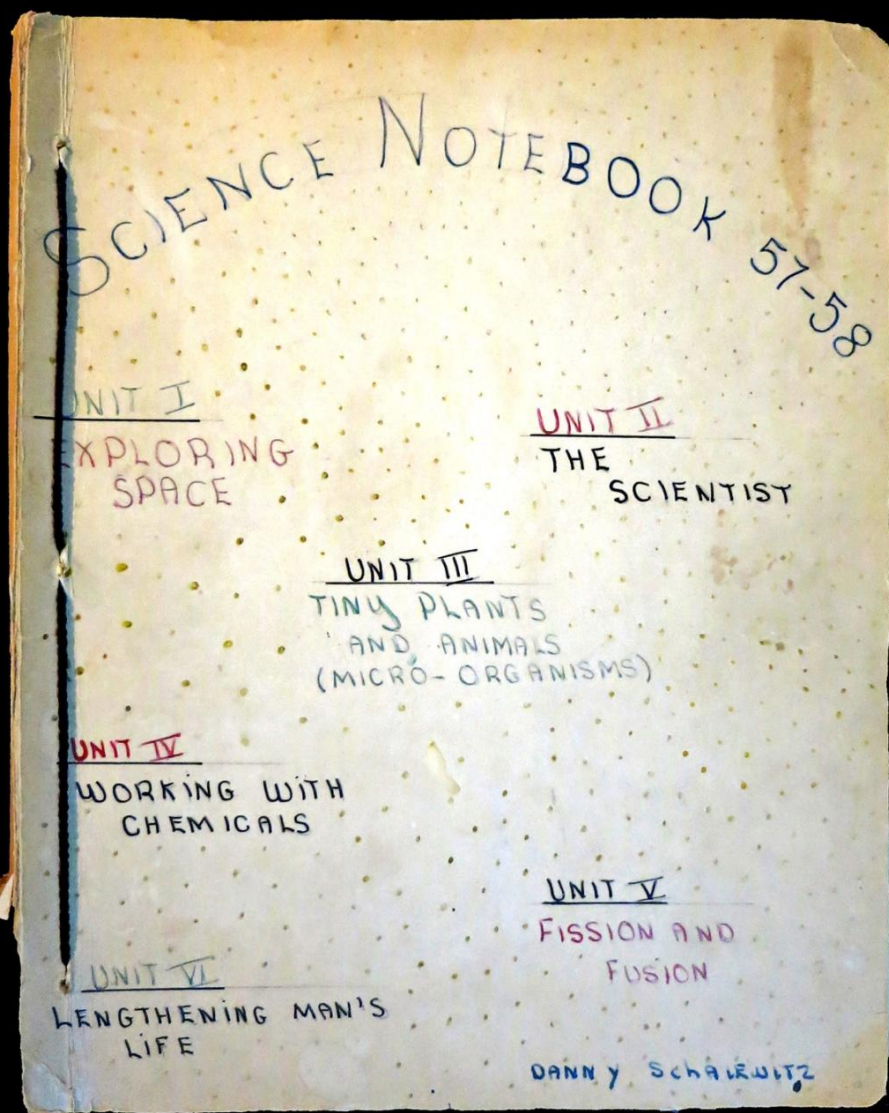 SCIENCE NOTEBOOK 57-58
UNIT I
EXPLORING
SPACE
UNIT II
THE
SCIENTIST
UNIT III
TINY PLANTS
AND ANIMALS
(MICRO-ORGANISMS)
UNIT IV
WORKING WITH
CHEMICALS
UNIT V
FISSION AND
FUSION
UNIT VI
LENGTHENING MAN'S
LIFE
DANNY SchAlEWITZ